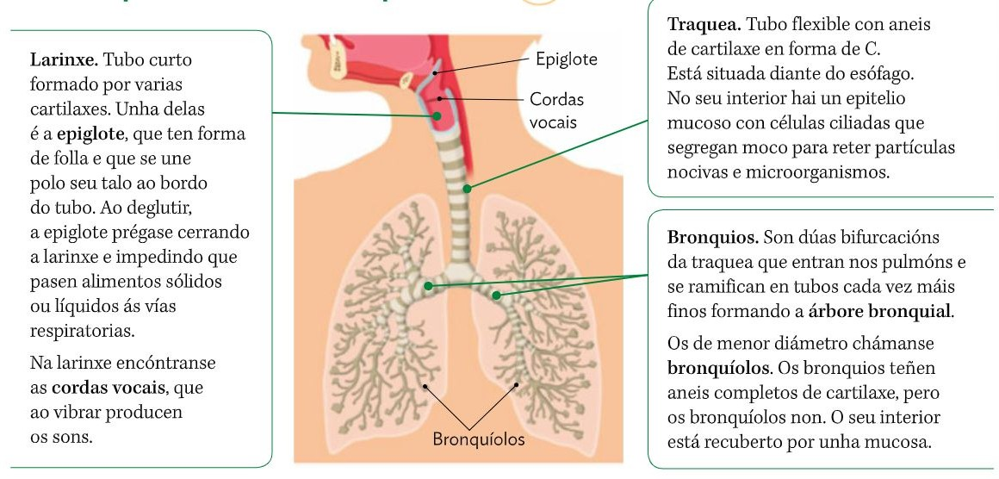 Larinxe. Tubo curto
formado por varias
cartilaxes. Unha delas
é a epiglote, que ten forma
de folla e que se une
polo seu talo ao bordo
do tubo. Ao deglutir,
a epiglote prégase cerrando
a larinxe e impedindo que
pasen alimentos sólidos
ou líquidos ás vías
respiratorias.
Na larinxe encóntranse
as cordas vocais, que
ao vibrar producen
os sons.
Epiglote
Cordas
vocais
Bronquíolos
Traquea. Tubo flexible con aneis
de cartilaxe en forma de C.
Está situada diante do esófago.
No seu interior hai un epitelio
mucoso con células ciliadas que
segregan moco para reter partículas
nocivas e microorganismos.
Bronquios. Son dúas bifurcacións
da traquea que entran nos pulmóns e
se ramifican en tubos cada vez máis
finos formando a árbore bronquial.
Os de menor diámetro chámanse
bronquíolos. Os bronquios teñen
aneis completos de cartilaxe, pero
os bronquíolos non. O seu interior
está recuberto por unha mucosa.